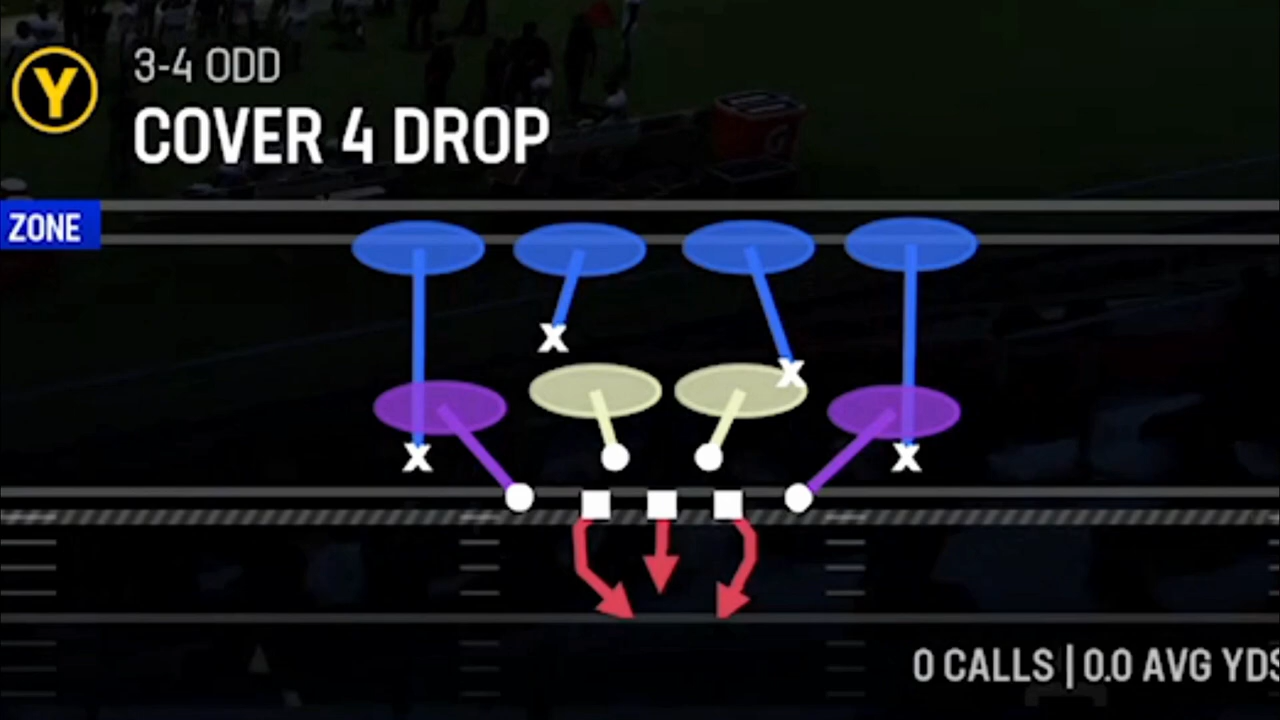 Y
3-4 ODD
COVER 4 DROP
ZONE
X
X
X
X
G
0 CALLS | 0.0 AVG YDS